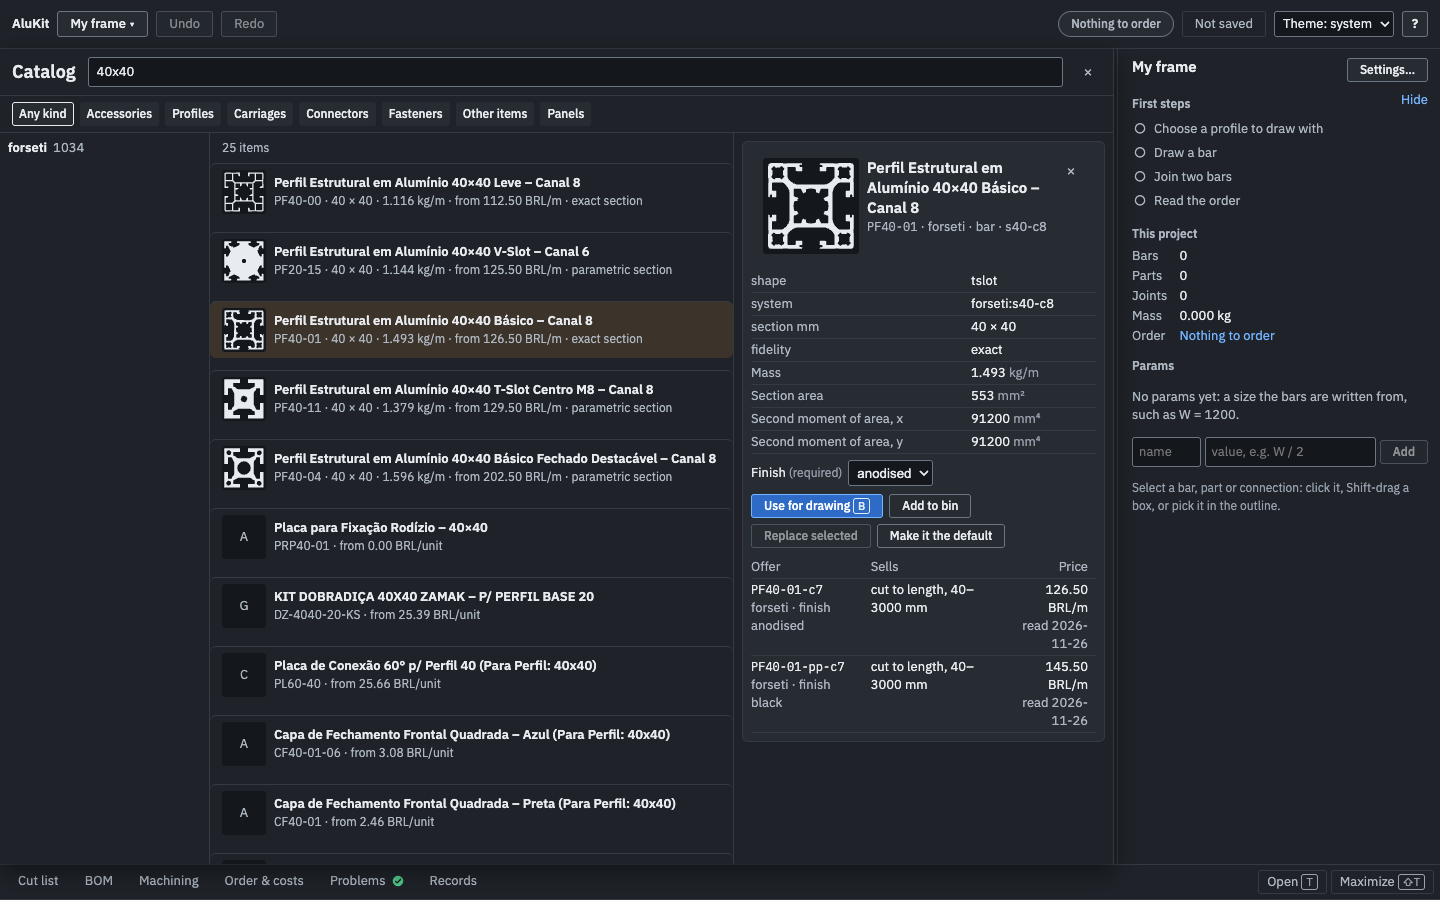 AluKit
My frame ▾
Undo
Redo
Nothing to order
Not saved
Theme: system
?
Catalog
40x40
×
Any kind
Accessories
Profiles
Carriages
Connectors
Fasteners
Other items
Panels
forseti 1034
25 items
Perfil Estrutural em Alumínio 40×40 Leve – Canal 8
PF40-00 · 40 × 40 · 1.116 kg/m · from 112.50 BRL/m · exact section
Perfil Estrutural em Alumínio 40×40 V-Slot – Canal 6
PF20-15 · 40 × 40 · 1.144 kg/m · from 125.50 BRL/m · parametric section
Perfil Estrutural em Alumínio 40×40 Básico – Canal 8
PF40-01 · 40 × 40 · 1.493 kg/m · from 126.50 BRL/m · exact section
Perfil Estrutural em Alumínio 40×40 T-Slot Centro M8 – Canal 8
PF40-11 · 40 × 40 · 1.379 kg/m · from 129.50 BRL/m · parametric section
Perfil Estrutural em Alumínio 40×40 Básico Fechado Destacável – Canal 8
PF40-04 · 40 × 40 · 1.596 kg/m · from 202.50 BRL/m · parametric section
A
Placa para Fixação Rodízio – 40×40
PRP40-01 · from 0.00 BRL/unit
G
KIT DOBRADIÇA 40X40 ZAMAK – P/ PERFIL BASE 20
DZ-4040-20-KS · from 25.39 BRL/unit
C
Placa de Conexão 60° p/ Perfil 40 (Para Perfil: 40x40)
PL60-40 · from 25.66 BRL/unit
A
Capa de Fechamento Frontal Quadrada – Azul (Para Perfil: 40x40)
CF40-01-06 · from 3.08 BRL/unit
A
Capa de Fechamento Frontal Quadrada – Preta (Para Perfil: 40x40)
CF40-01 · from 2.46 BRL/unit
Perfil Estrutural em
Alumínio 40×40 Básico –
Canal 8
×
PF40-01 · forseti · bar · s40-c8
shape tslot
system forseti:s40-c8
section mm 40 × 40
fidelity exact
Mass 1.493 kg/m
Section area 553 mm²
Second moment of area, x 91200 mm⁴
Second moment of area, y 91200 mm⁴
Finish (required) anodised
Use for drawing B
Add to bin
Replace selected
Make it the default
Offer Sells Price
PF40-01-c7 cut to length, 40– 126.50
forseti · finish 3000 mm BRL/m
anodised read 2026-
11-26
PF40-01-pp-c7 cut to length, 40– 145.50
forseti · finish 3000 mm BRL/m
black read 2026-
11-26
My frame
Settings…
First steps
Hide
Choose a profile to draw with
Draw a bar
Join two bars
Read the order
This project
Bars 0
Parts 0
Joints 0
Mass 0.000 kg
Order Nothing to order
Params
No params yet: a size the bars are written from,
such as W = 1200.
name
value, e.g. W / 2
Add
Select a bar, part or connection: click it, Shift-drag a
box, or pick it in the outline.
Cut list
BOM
Machining
Order & costs
Problems
Records
Open T
Maximize ⇧T